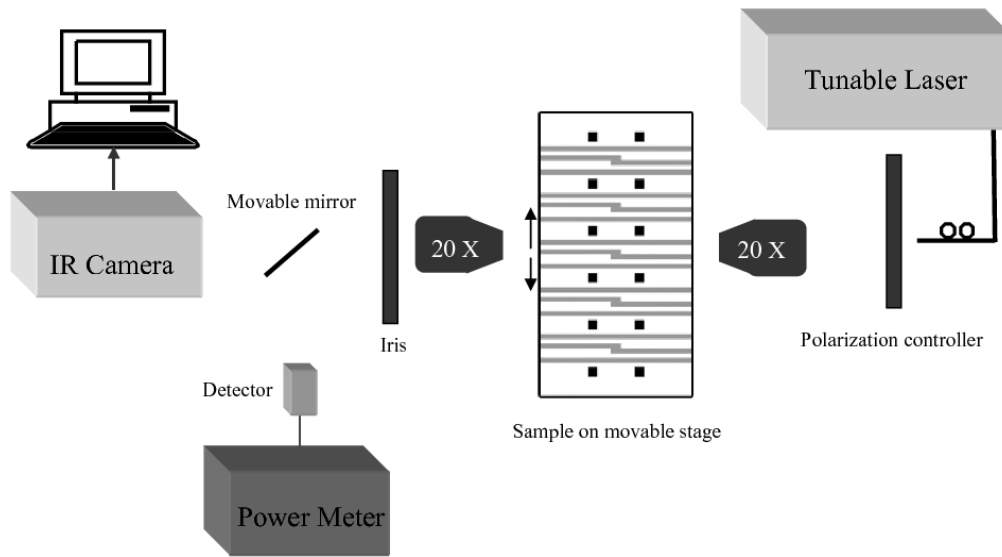 Tunable Laser
Movable mirror
IR Camera
20 X
20 X
Iris
Polarization controller
Detector
Sample on movable stage
Power Meter